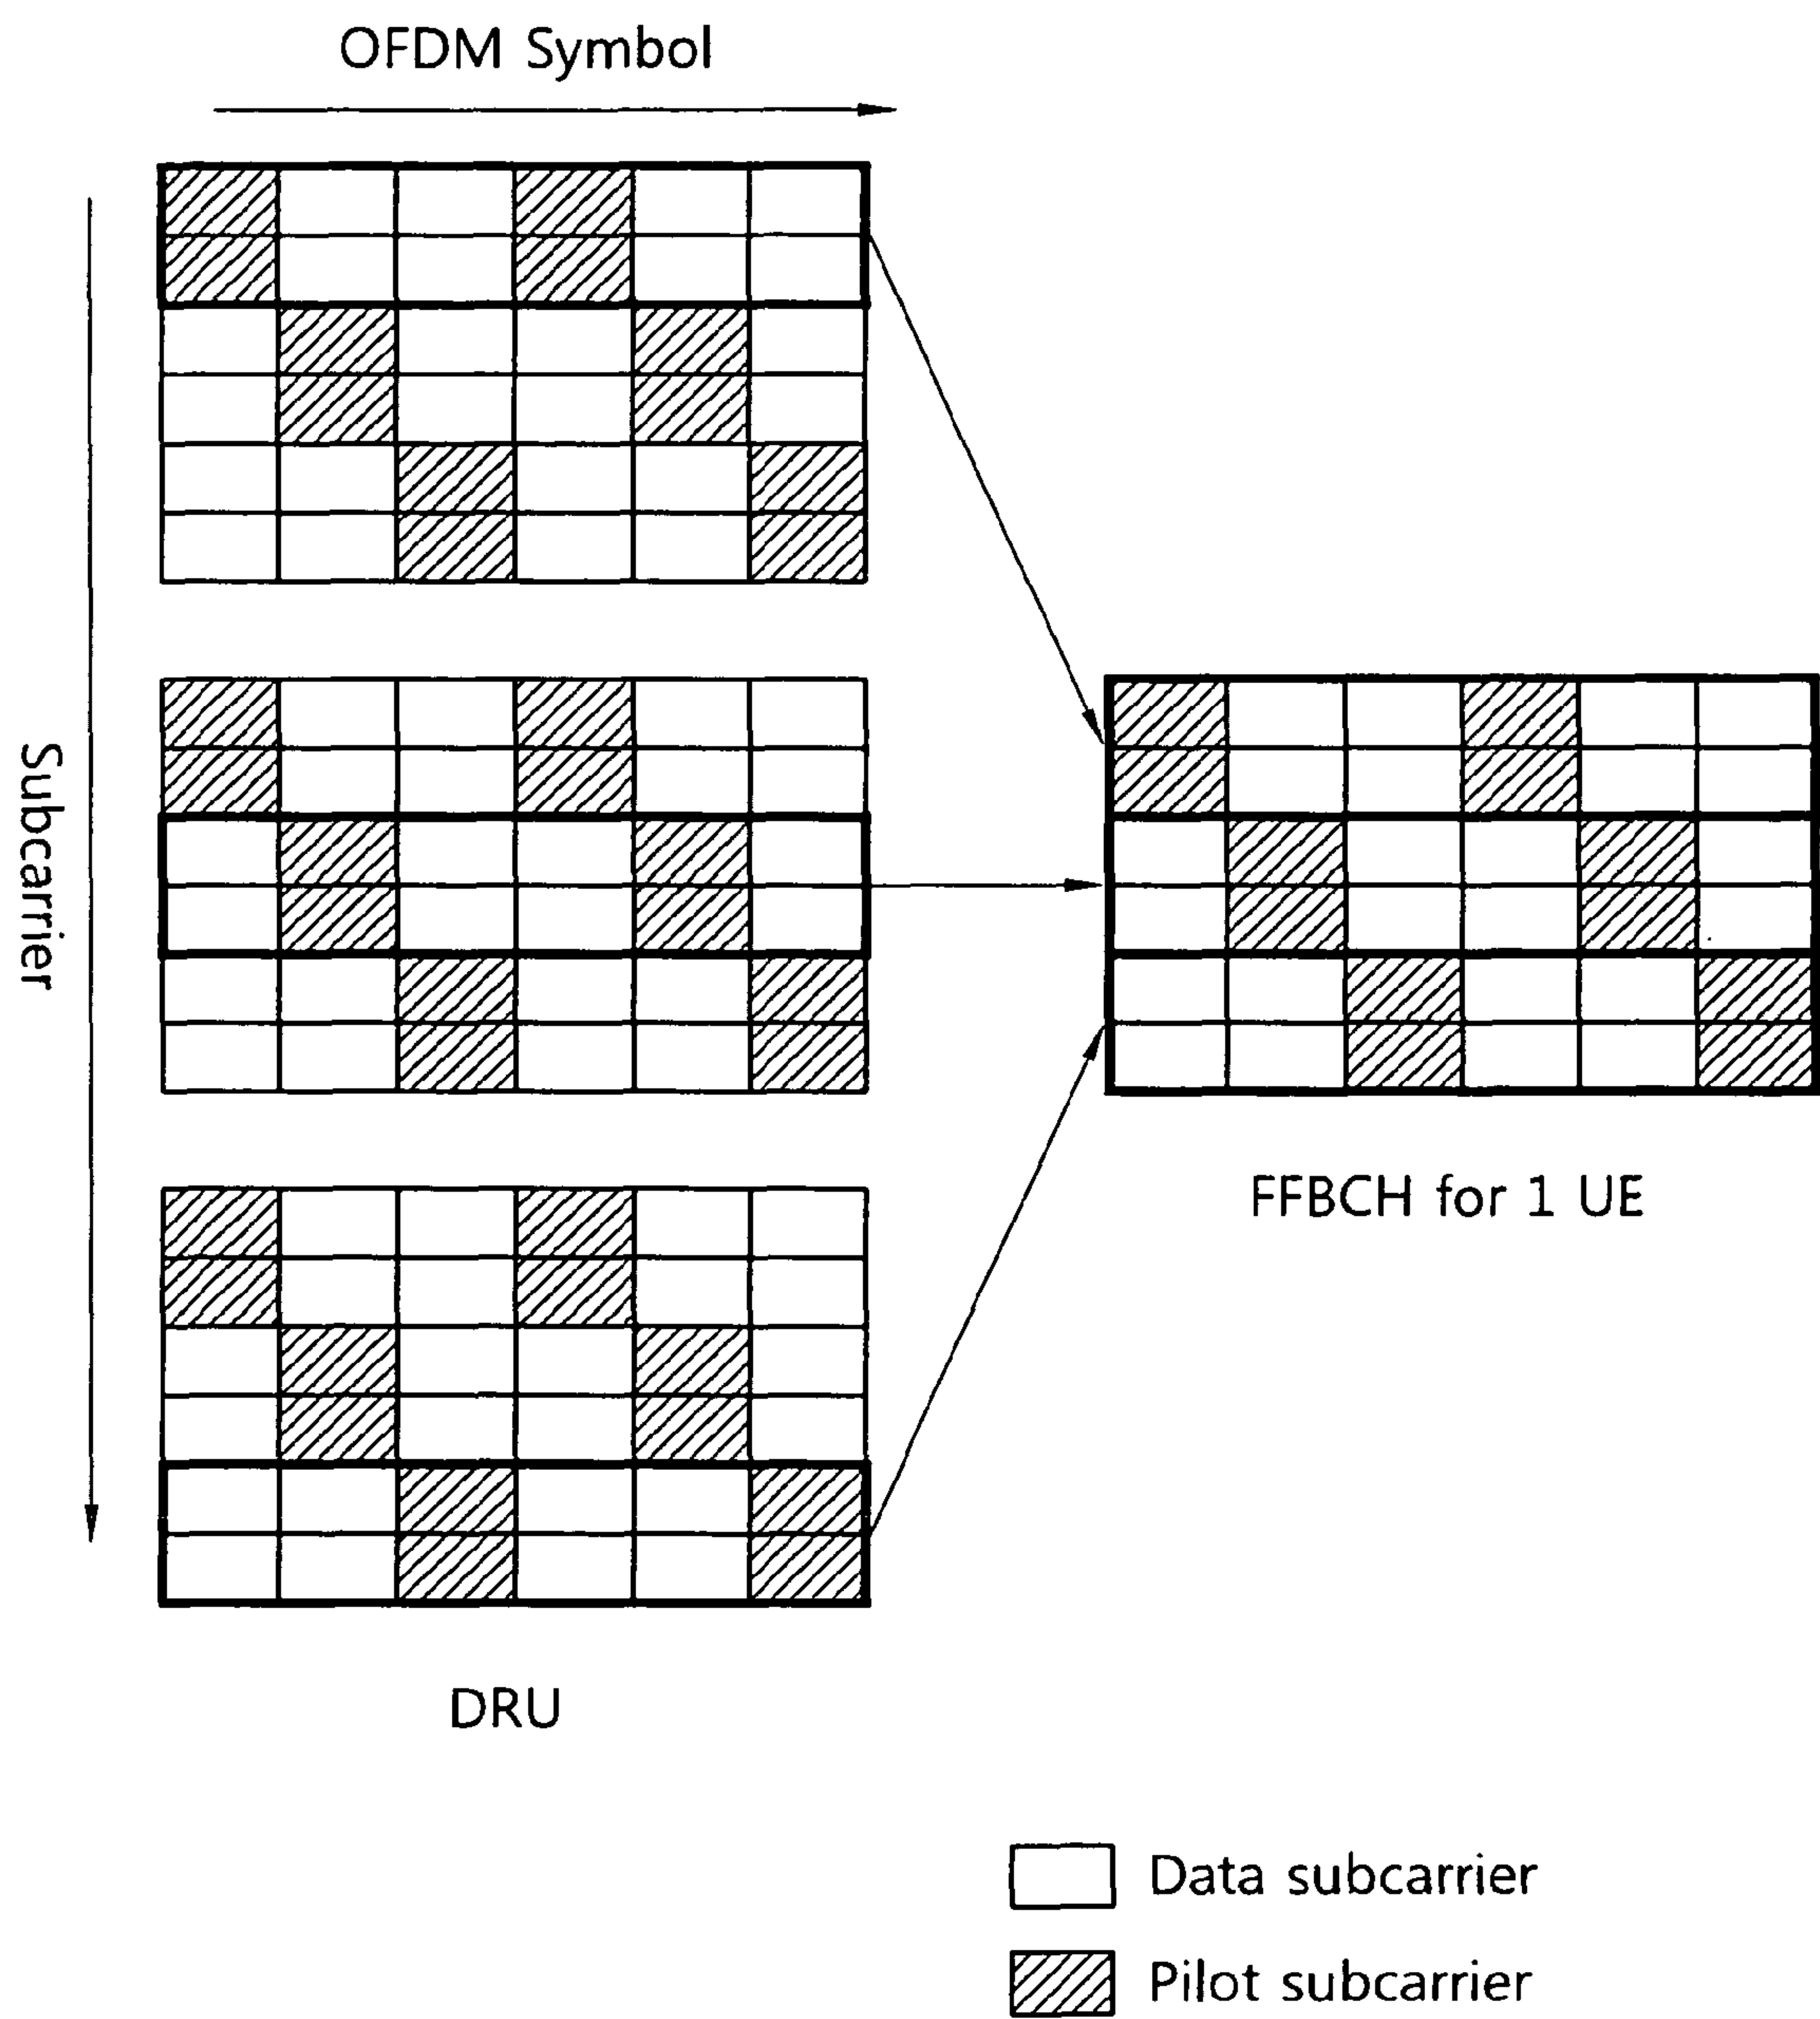 OFDM Symbol
Subcarrier
FFBCH for 1 UE
DRU
Data subcarrier
Pilot subcarrier